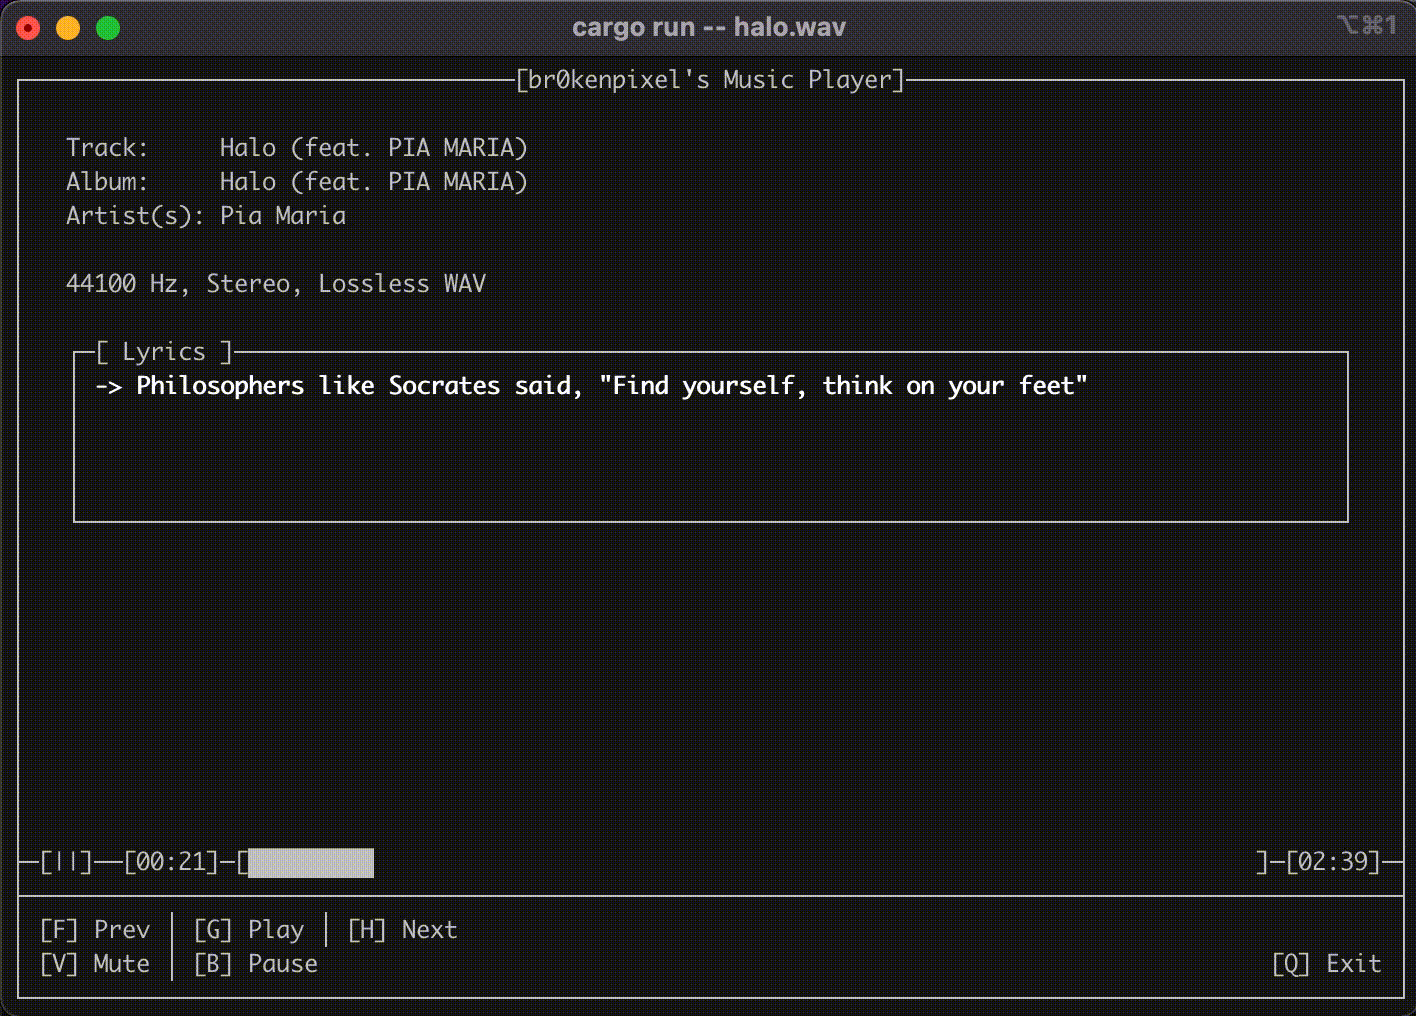 cargo run -- halo.wav
⌥⌘1
[br0kenpixel's Music Player]
Track: Halo (feat. PIA MARIA)
Album: Halo (feat. PIA MARIA)
Artist(s): Pia Maria
44100 Hz, Stereo, Lossless WAV
[ Lyrics ]
-> Philosophers like Socrates said, "Find yourself, think on your feet"
[||] [00:21] [ ] [02:39]
[F] Prev | [G] Play | [H] Next
[V] Mute | [B] Pause [Q] Exit